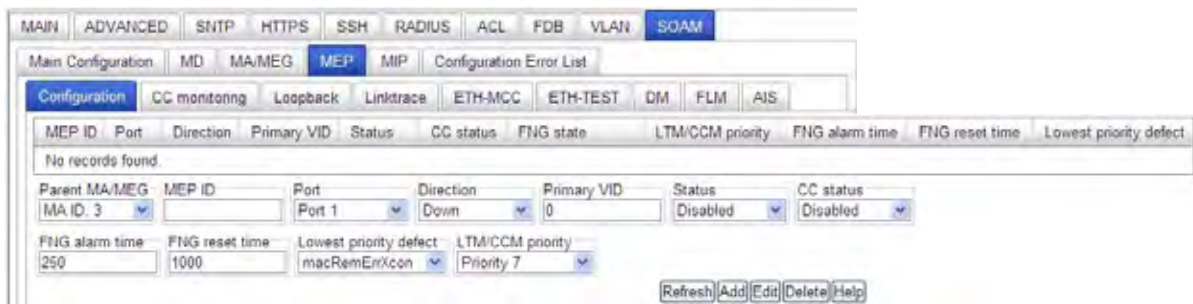 MAIN ADVANCED SNTP HTTPS SSH RADIUS ACL FDB VLAN SOAM
Main Configuration MD MA/MEG MEP MIP Configuration Error List
Configuration CC monitoring Loopback Linktrace ETH-MCC ETH-TEST DM FLM AIS
MEP ID Port Direction Primary VID Status CC status FNG state LTM/CCM priority FNG alarm time FNG reset time Lowest priority defect
No records found.
Parent MA/MEG MEP ID Port Direction Primary VID Status CC status
MA ID. 3 Port 1 Down 0 Disabled Disabled
FNG alarm time FNG reset time Lowest priority defect LTM/CCM priority
250 1000 macRemErrXcon Priority 7
Refresh Add Edit Delete Help